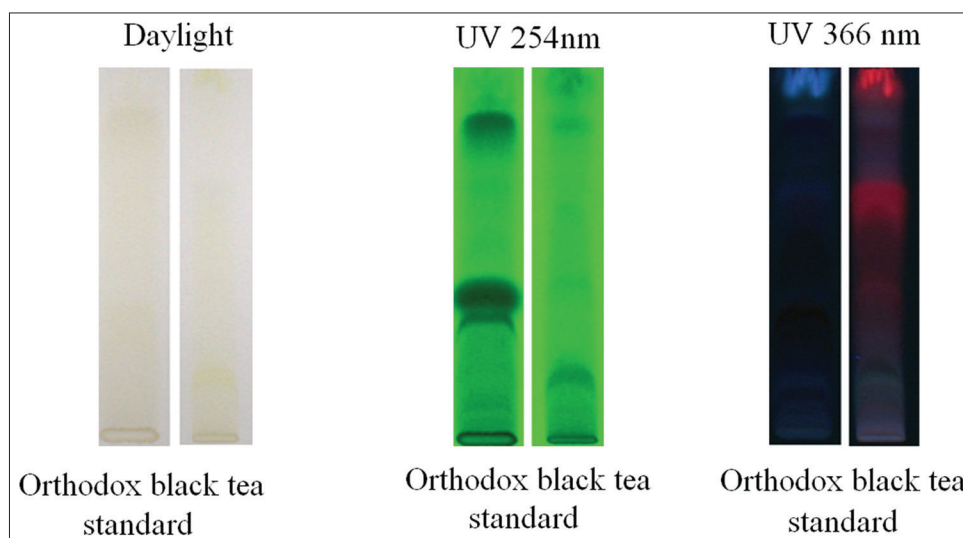 Daylight
UV 254nm
UV 366 nm
Orthodox black tea
standard
Orthodox black tea
standard
Orthodox black tea
standard